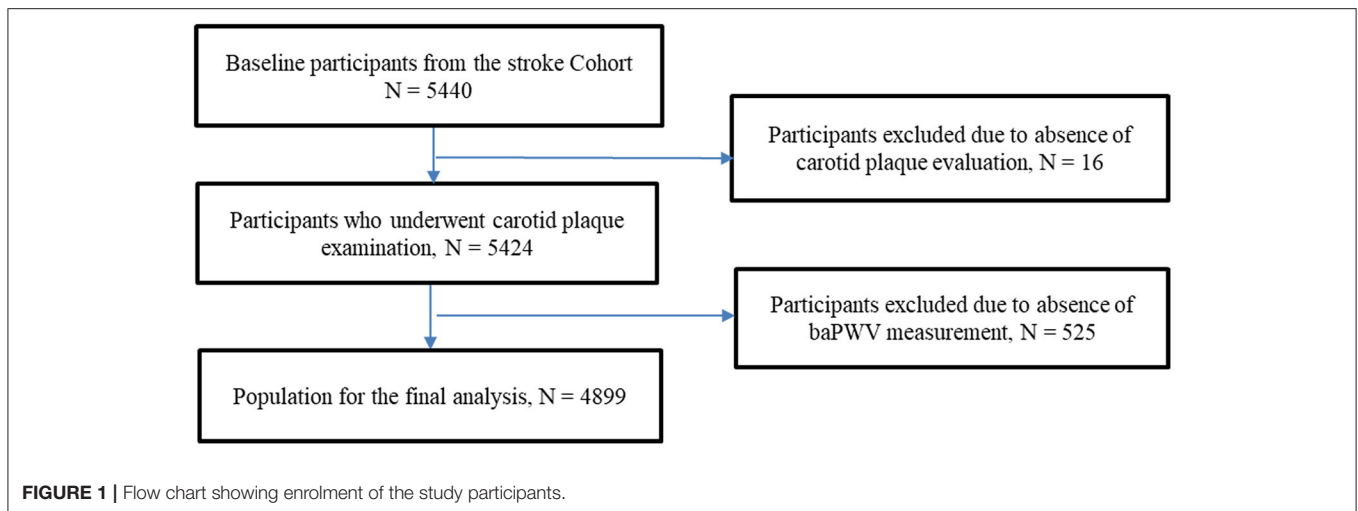 Baseline participants from the stroke Cohort
N = 5440
Participants excluded due to absence of
carotid plaque evaluation, N = 16
Participants who underwent carotid plaque
examination, N = 5424
Participants excluded due to absence of
baPWV measurement, N = 525
Population for the final analysis, N = 4899
FIGURE 1 | Flow chart showing enrolment of the study participants.